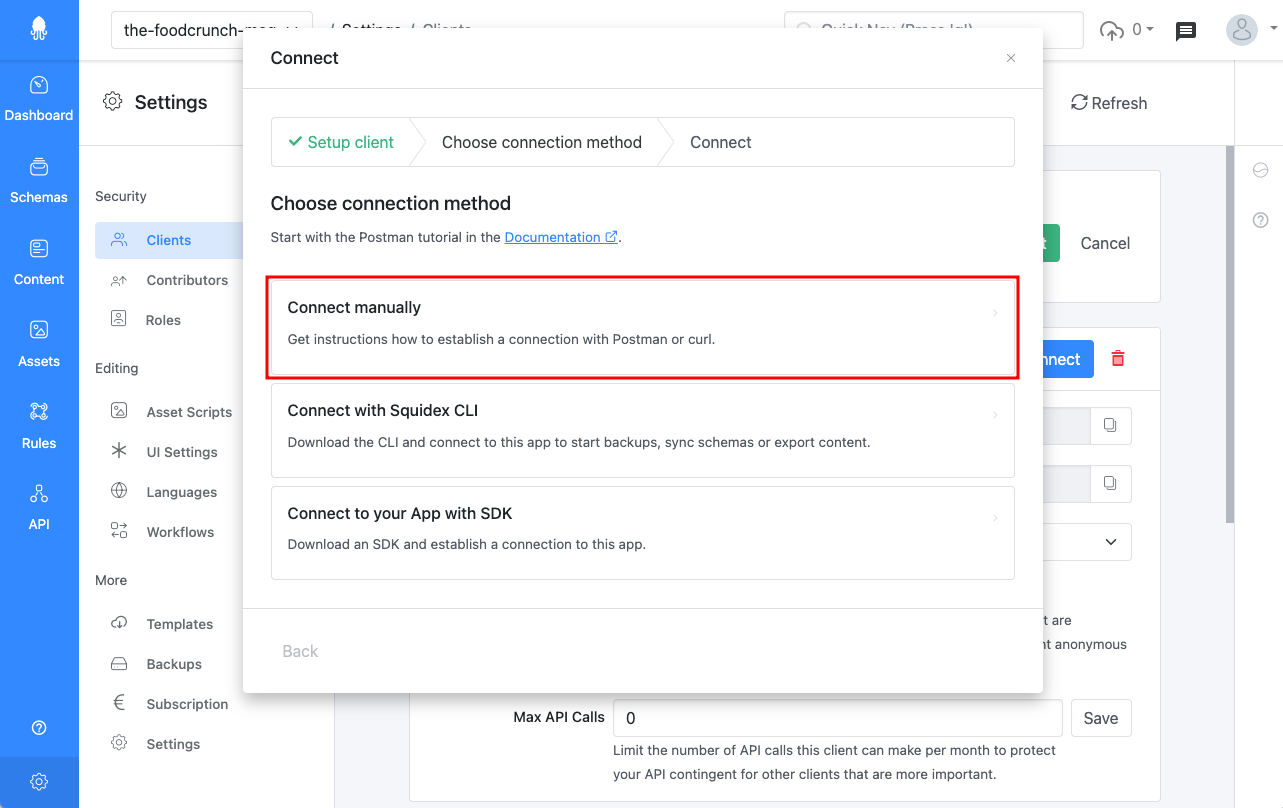 the-foodcrunch-
/ Settings / Clients
Quick Nav (Press 'q')
0
Dashboard
Schemas
Content
Assets
Rules
API
Settings
Refresh
Security
Clients
Contributors
Roles
Editing
Asset Scripts
UI Settings
Languages
Workflows
More
Templates
Backups
Subscription
Settings
Connect
×
Setup client
Choose connection method
Connect
Choose connection method
Start with the Postman tutorial in the Documentation.
Connect manually
Get instructions how to establish a connection with Postman or curl.
Connect with Squidex CLI
Download the CLI and connect to this app to start backups, sync schemas or export content.
Connect to your App with SDK
Download an SDK and establish a connection to this app.
Back
t
Cancel
nnect
t are
nt anonymous
Max API Calls
0
Save
Limit the number of API calls this client can make per month to protect
your API contingent for other clients that are more important.